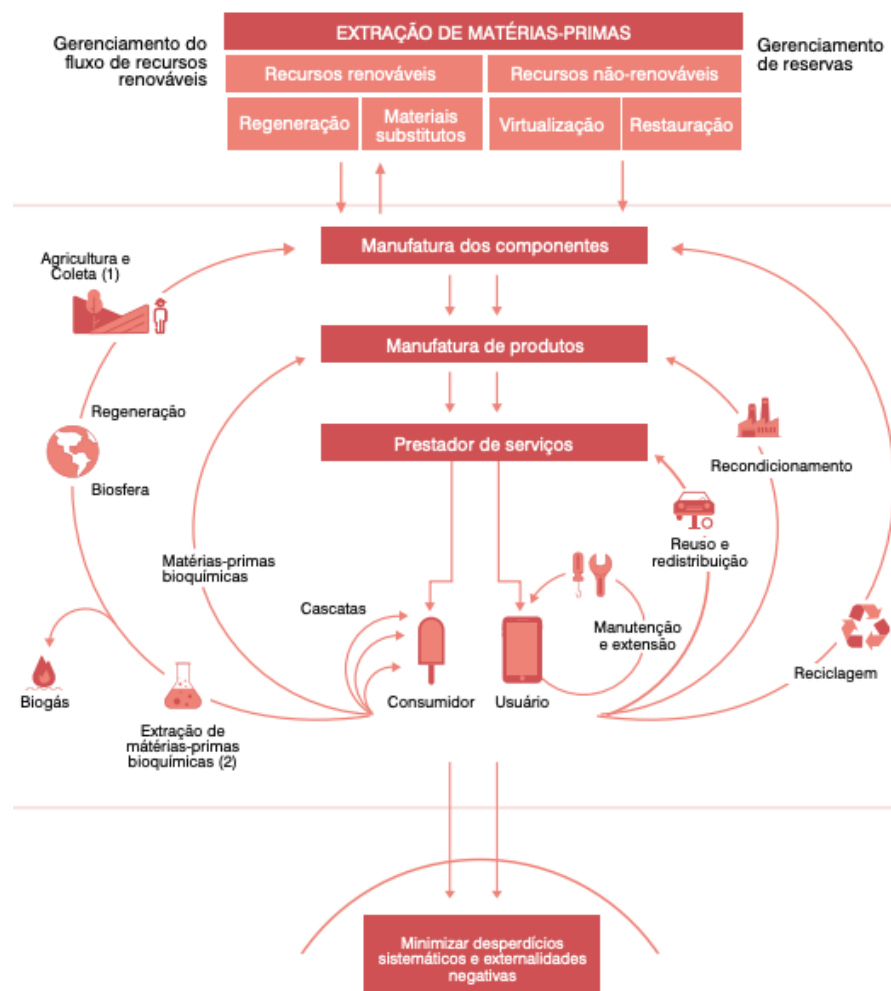 Gerenciamento do
fluxo de recursos
renováveis
EXTRAÇÃO DE MATÉRIAS-PRIMAS
Gerenciamento
de reservas
Recursos renováveis
Recursos não-renováveis
Regeneração
Materiais
substitutos
Virtualização
Restauração
Agricultura e
Coleta (1)
Manufatura dos componentes
Manufatura de produtos
Regeneração
Prestador de serviços
Recondicionamento
Biosfera
Reuso e
redistribuição
Matérias-primas
bioquímicas
Cascatas
Manutenção
e extensão
Reciclagem
Biogás
Consumidor
Usuário
Extração de
mátérias-primas
bioquímicas (2)
Minimizar desperdícios
sistemáticos e externalidades
negativas